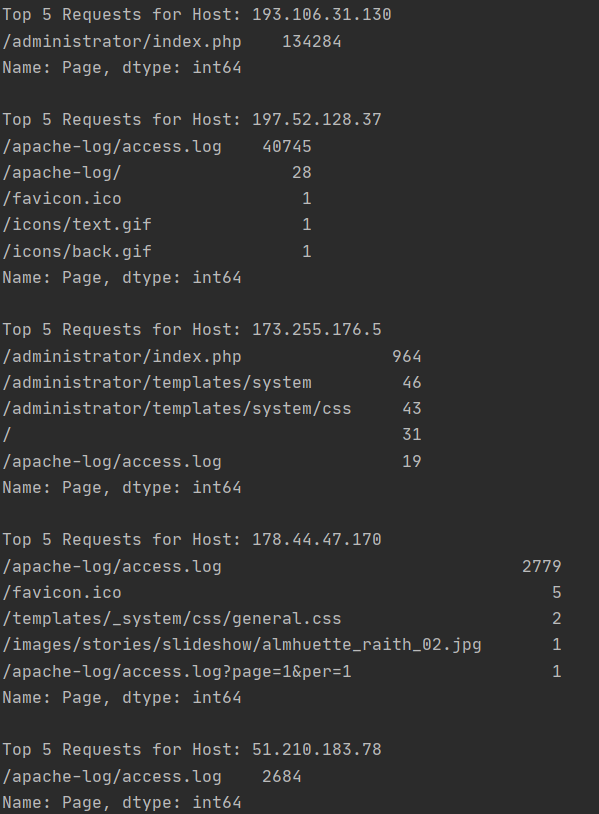 Top 5 Requests for Host: 193.106.31.130
/administrator/index.php    134284
Name: Page, dtype: int64

Top 5 Requests for Host: 197.52.128.37
/apache-log/access.log    40745
/apache-log/                 28
/favicon.ico                  1
/icons/text.gif               1
/icons/back.gif               1
Name: Page, dtype: int64

Top 5 Requests for Host: 173.255.176.5
/administrator/index.php               964
/administrator/templates/system         46
/administrator/templates/system/css     43
/                                       31
/apache-log/access.log                  19
Name: Page, dtype: int64

Top 5 Requests for Host: 178.44.47.170
/apache-log/access.log                              2779
/favicon.ico                                           5
/templates/_system/css/general.css                     2
/images/stories/slideshow/almhuette_raith_02.jpg       1
/apache-log/access.log?page=1&per=1                    1
Name: Page, dtype: int64

Top 5 Requests for Host: 51.210.183.78
/apache-log/access.log    2684
Name: Page, dtype: int64